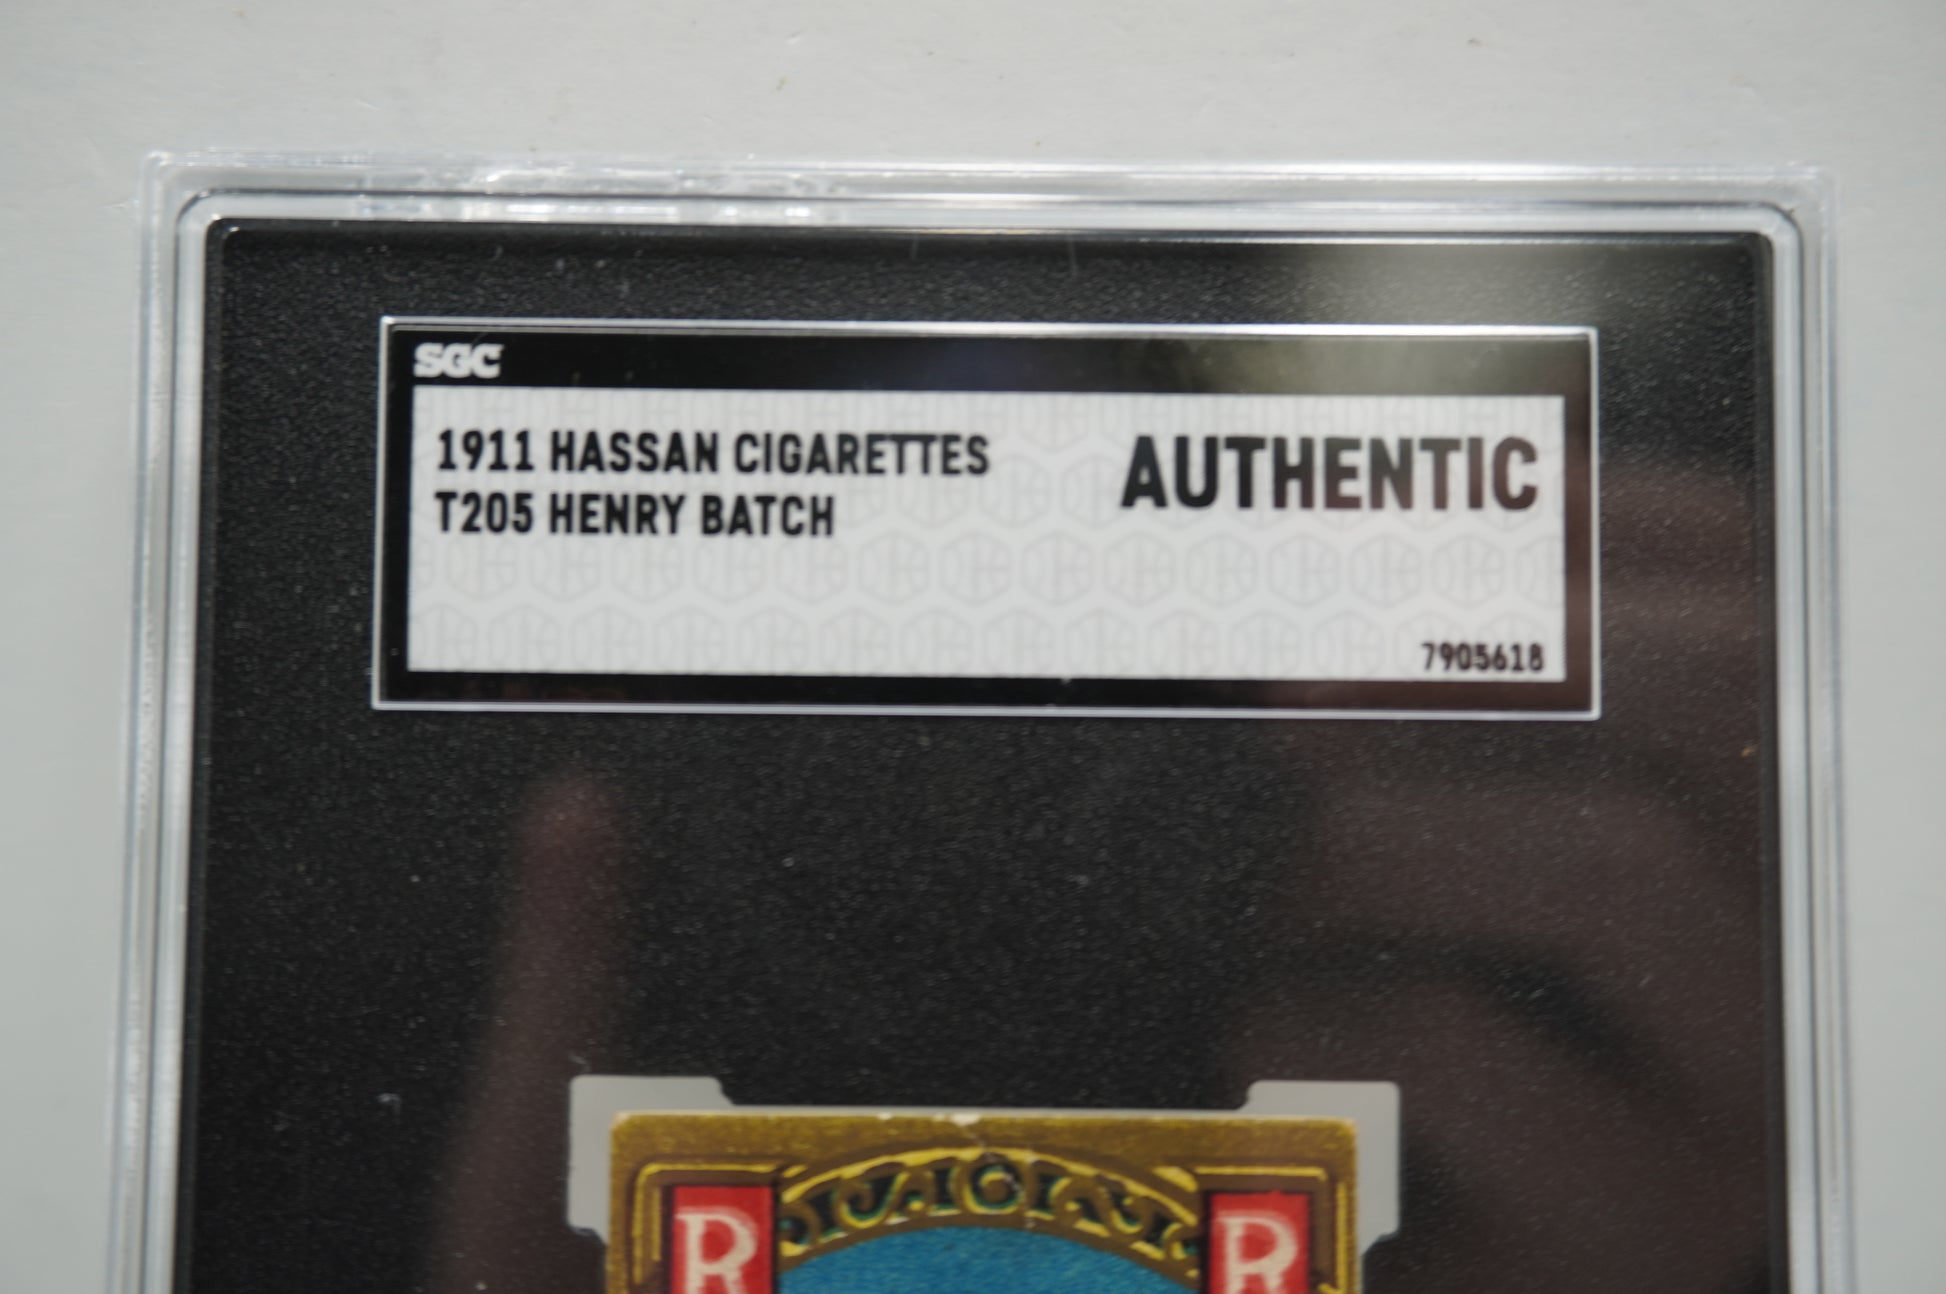 SGC
1911 HASSAN CIGARETTES
T205 HENRY BATCH
AUTHENTIC
7905618
R R